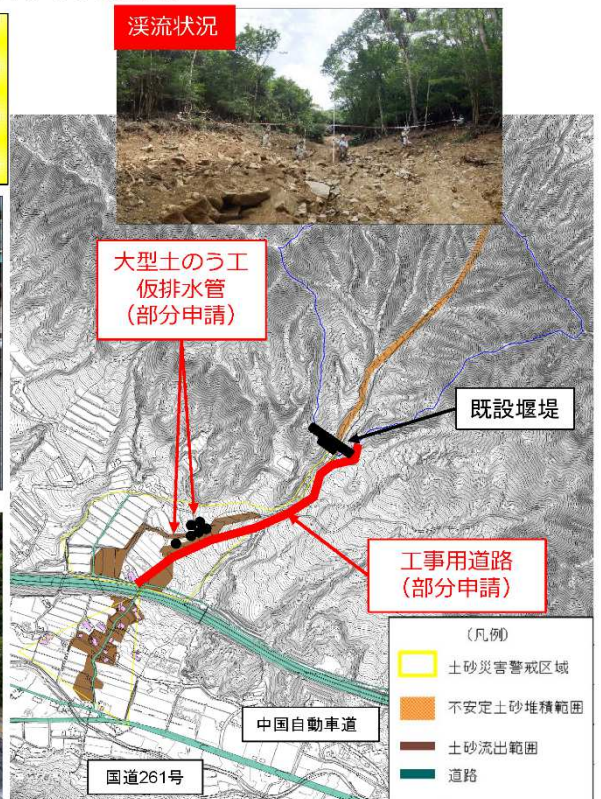 渓流状況
大型土のう工
仮排水管
(部分申請)
既設堰堤
工事用道路
(部分申請)
(凡例)
土砂災害警戒区域
不安定土砂堆積範囲
土砂流出範囲
道路
中国自動車道
国道261号